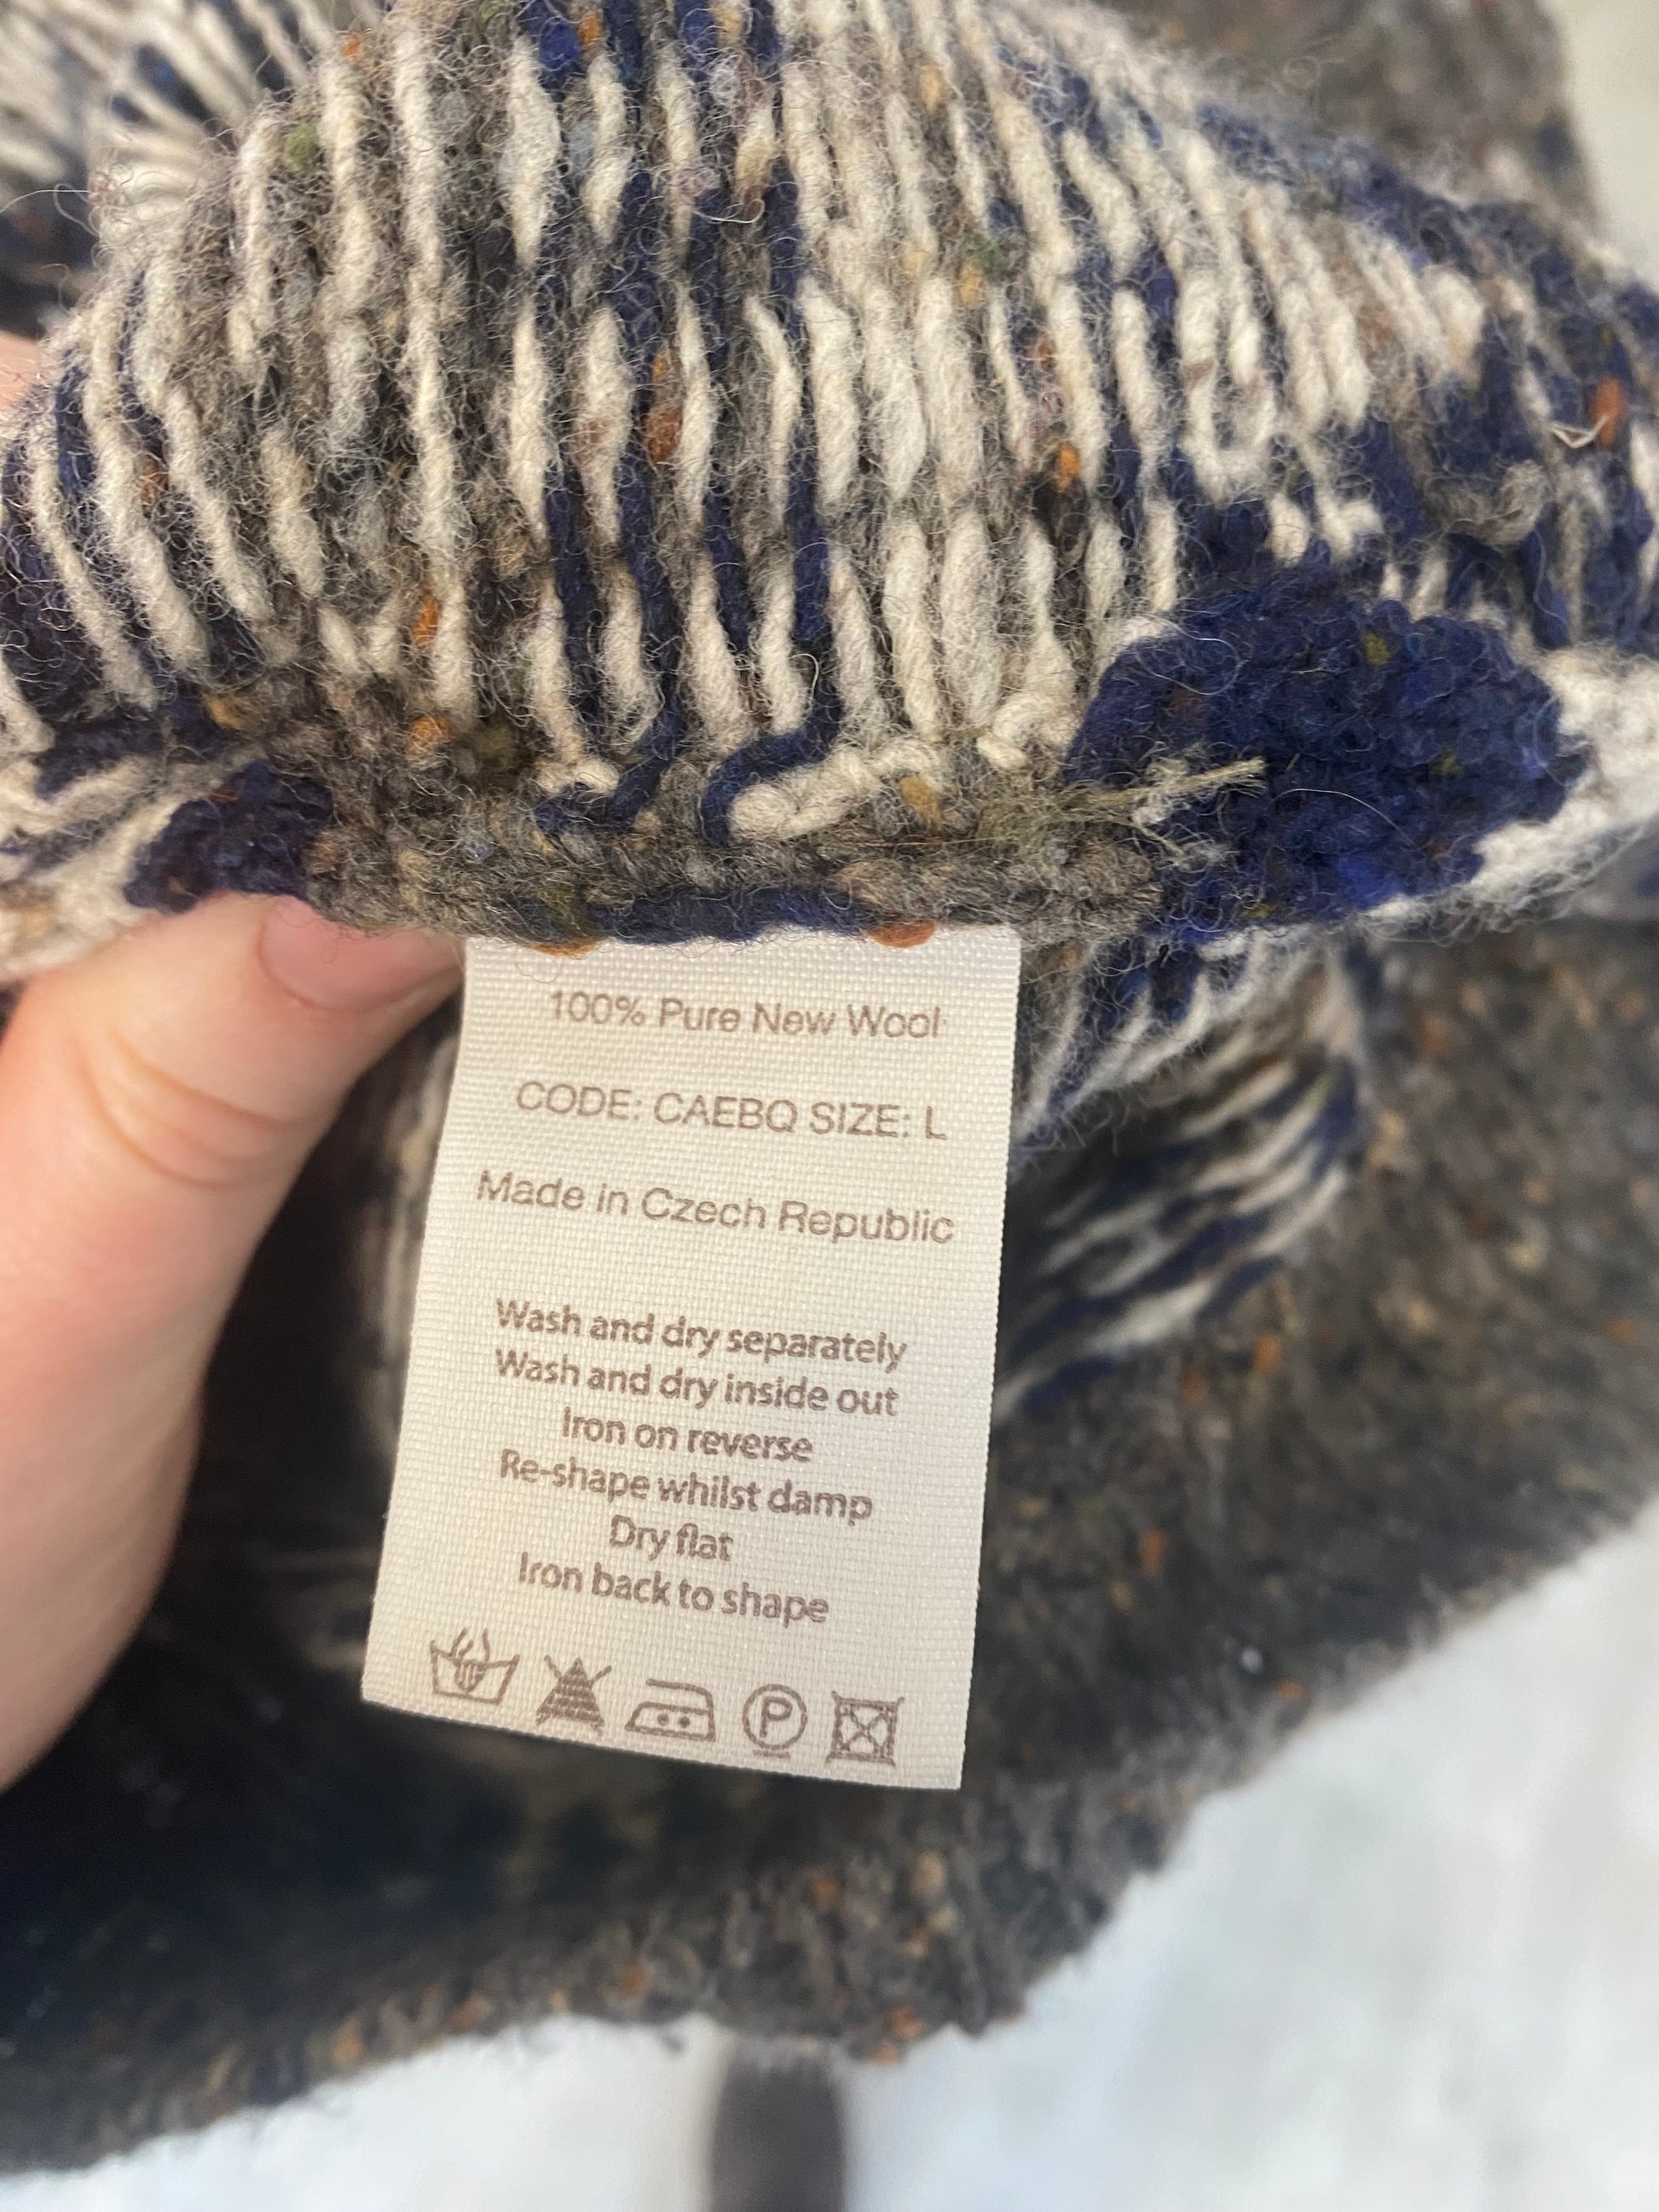 100% Pure New Wool
CODE: CAEBQ SIZE: L
Made in Czech Republic
Wash and dry separately
Wash and dry inside out
Iron on reverse
Re-shape whilst damp
Dry flat
Iron back to shape
P